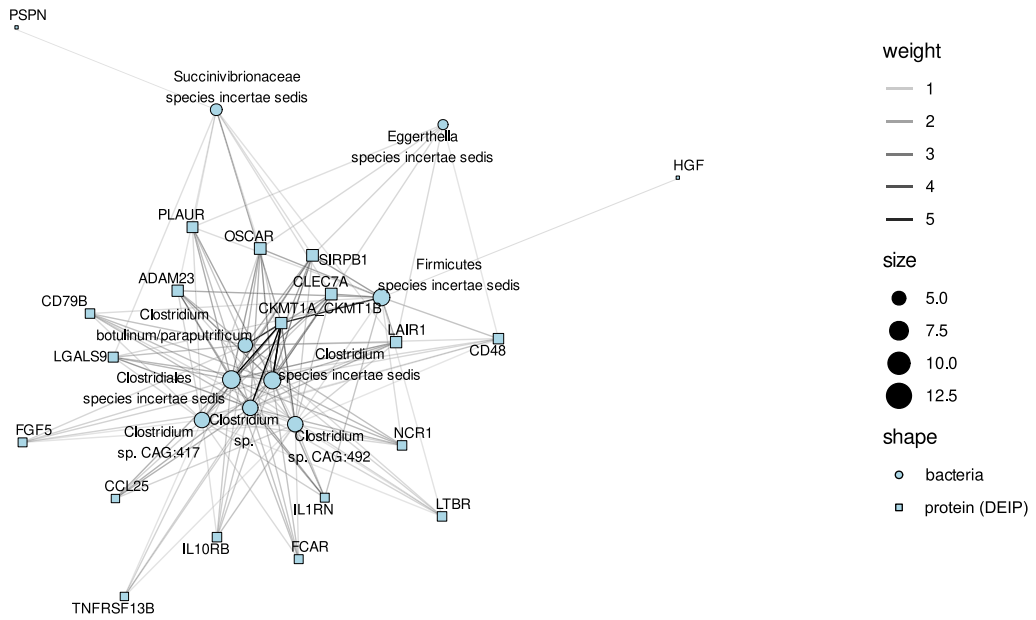 PSPN
Succinivibrionaceae
species incertae sedis
Eggerthella
species incertae sedis
HGF
PLAUR
OSCAR
SIRPB1
Firmicutes
species incertae sedis
ADAM23
CLEC7A
CD79B
Clostridium
botulinum/paraputrificum
CKMT1A_CKMT1B
LAIR1
CD48
LGALS9
Clostridium
species incertae sedis
Clostridiales
species incertae sedis
FGF5
Clostridium
sp. CAG:417
Clostridium
sp.
Clostridium
sp. CAG:492
NCR1
CCL25
IL1RN
LTBR
IL10RB
FCAR
TNFRSF13B
weight
1
2
3
4
5
size
5.0
7.5
10.0
12.5
shape
bacteria
protein (DEIP)